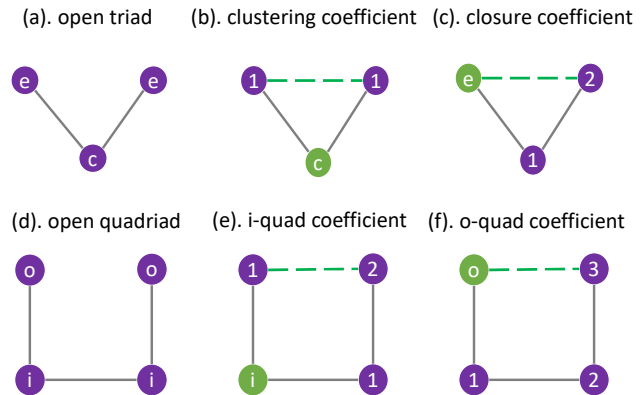 (a). open triad
(b). clustering coefficient
(c). closure coefficient
e e
c
1 1
c
e 2
1
(d). open quadriad
(e). i-quad coefficient
(f). o-quad coefficient
o o
i i
1 2
i 1
o 3
1 2